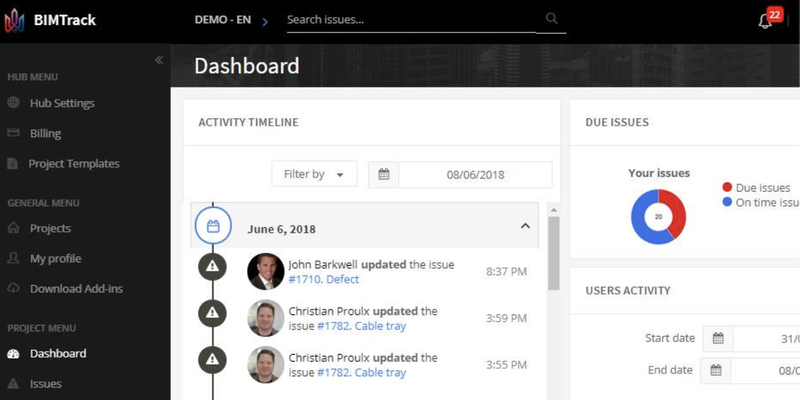 BIMTrack
DEMO - EN
Search issues...
22
HUB MENU
Hub Settings
Billing
Project Templates
GENERAL MENU
Projects
My profile
Download Add-ins
PROJECT MENU
Dashboard
Issues
Dashboard
ACTIVITY TIMELINE
Filter by
08/06/2018
June 6, 2018
John Barkwell updated the issue
#1710. Defect
8:37 PM
Christian Proulx updated the
issue #1782. Cable tray
3:59 PM
Christian Proulx updated the
issue #1782. Cable tray
3:55 PM
DUE ISSUES
Your issues
20
Due issues
On time issu
USERS ACTIVITY
Start date
31/0
End date
08/0